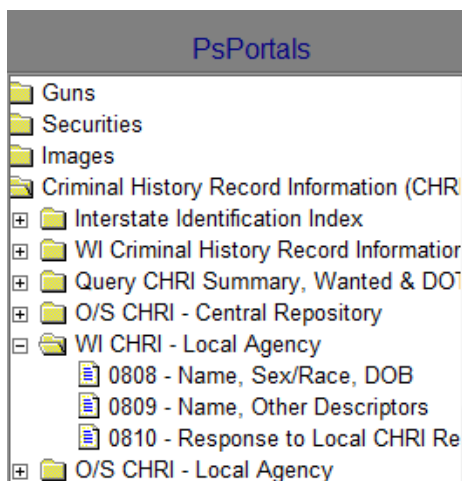 PsPortals
Guns
Securities
Images
Criminal History Record Information (CHR
Interstate Identification Index
WI Criminal History Record Information
Query CHRI Summary, Wanted & DOT
O/S CHRI - Central Repository
WI CHRI - Local Agency
0808 - Name, Sex/Race, DOB
0809 - Name, Other Descriptors
0810 - Response to Local CHRI Re
O/S CHRI - Local Agency